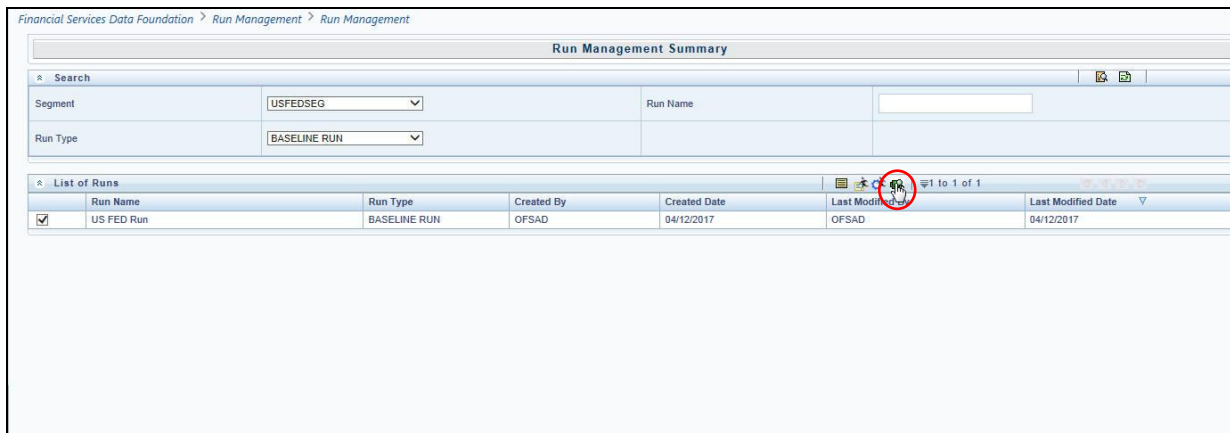 Financial Services Data Foundation > Run Management > Run Management
Run Management Summary
Search
Segment USFEDSEG Run Name
Run Type BASELINE RUN
List of Runs 1 to 1 of 1
Run Name Run Type Created By Created Date Last Modified By Last Modified Date
US FED Run BASELINE RUN OFSAD 04/12/2017 OFSAD 04/12/2017